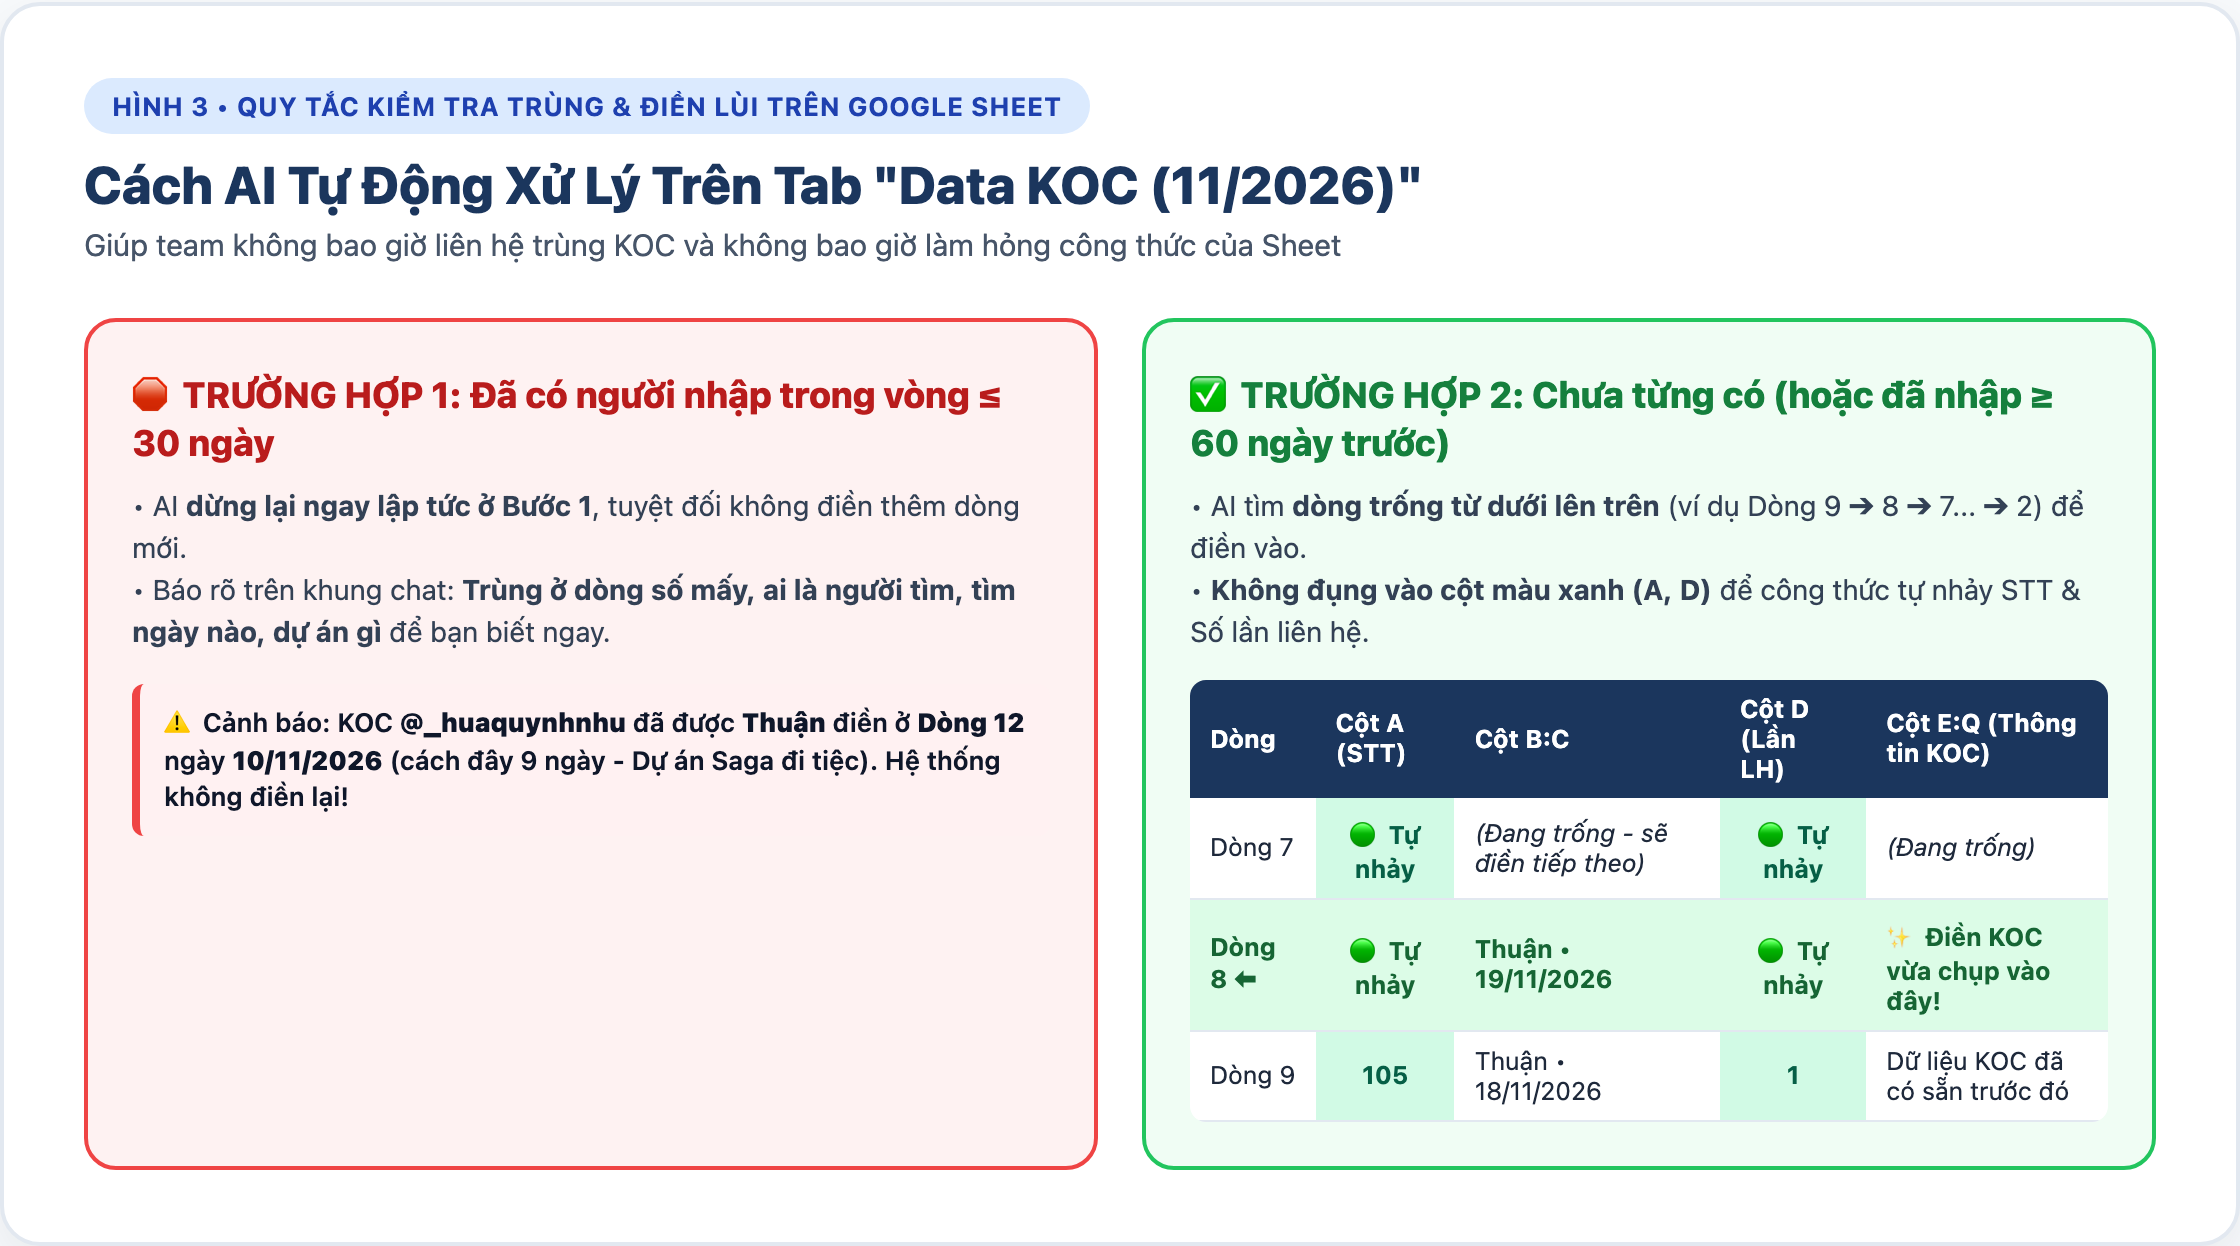 HÌNH 3 • QUY TẮC KIỂM TRA TRÙNG & ĐIỀN LÙI TRÊN GOOGLE SHEET
Cách AI Tự Động Xử Lý Trên Tab "Data KOC (11/2026)"
Giúp team không bao giờ liên hệ trùng KOC và không bao giờ làm hỏng công thức của Sheet
🛑 TRƯỜNG HỢP 1: Đã có người nhập trong vòng ≤
30 ngày
• AI dừng lại ngay lập tức ở Bước 1, tuyệt đối không điền thêm dòng
mới.
• Báo rõ trên khung chat: Trùng ở dòng số mấy, ai là người tìm, tìm
ngày nào, dự án gì để bạn biết ngay.
⚠️ Cảnh báo: KOC @_huaquynhnhu đã được Thuận điền ở Dòng 12
ngày 10/11/2026 (cách đây 9 ngày - Dự án Saga đi tiệc). Hệ thống
không điền lại!
✅ TRƯỜNG HỢP 2: Chưa từng có (hoặc đã nhập ≥
60 ngày trước)
• AI tìm dòng trống từ dưới lên trên (ví dụ Dòng 9 ➔ 8 ➔ 7... ➔ 2) để
điền vào.
• Không đụng vào cột màu xanh (A, D) để công thức tự nhảy STT &
Số lần liên hệ.
Dòng
Cột A
(STT)
Cột B:C
Cột D
(Lần
LH)
Cột E:Q (Thông
tin KOC)
Dòng 7
🟢 Tự
nhảy
(Đang trống - sẽ
điền tiếp theo)
🟢 Tự
nhảy
(Đang trống)
Dòng
8 ⬅
🟢 Tự
nhảy
Thuận •
19/11/2026
🟢 Tự
nhảy
✨ Điền KOC
vừa chụp vào
đây!
Dòng 9
105
Thuận •
18/11/2026
1
Dữ liệu KOC đã
có sẵn trước đó